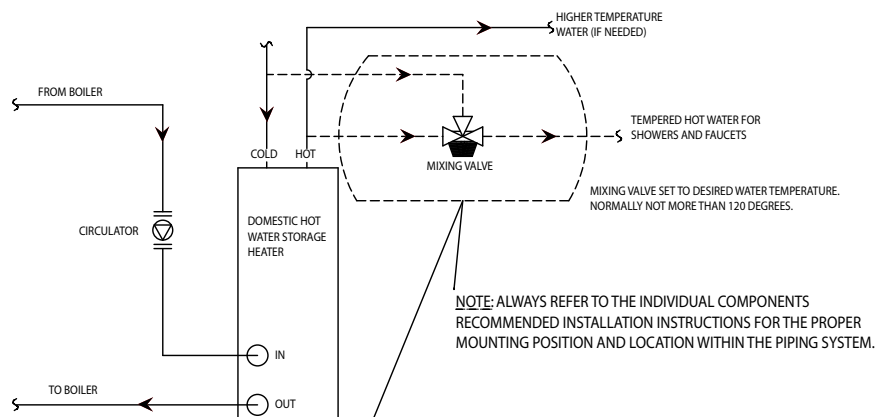 HIGHER TEMPERATURE
WATER (IF NEEDED)
FROM BOILER
TEMPERED HOT WATER FOR
SHOWERS AND FAUCETS
COLD
HOT
MIXING VALVE
MIXING VALVE SET TO DESIRED WATER TEMPERATURE.
NORMALLY NOT MORE THAN 120 DEGREES.
CIRCULATOR
DOMESTIC HOT
WATER STORAGE
HEATER
NOTE: ALWAYS REFER TO THE INDIVIDUAL COMPONENTS
RECOMMENDED INSTALLATION INSTRUCTIONS FOR THE PROPER
MOUNTING POSITION AND LOCATION WITHIN THE PIPING SYSTEM.
IN
TO BOILER
OUT